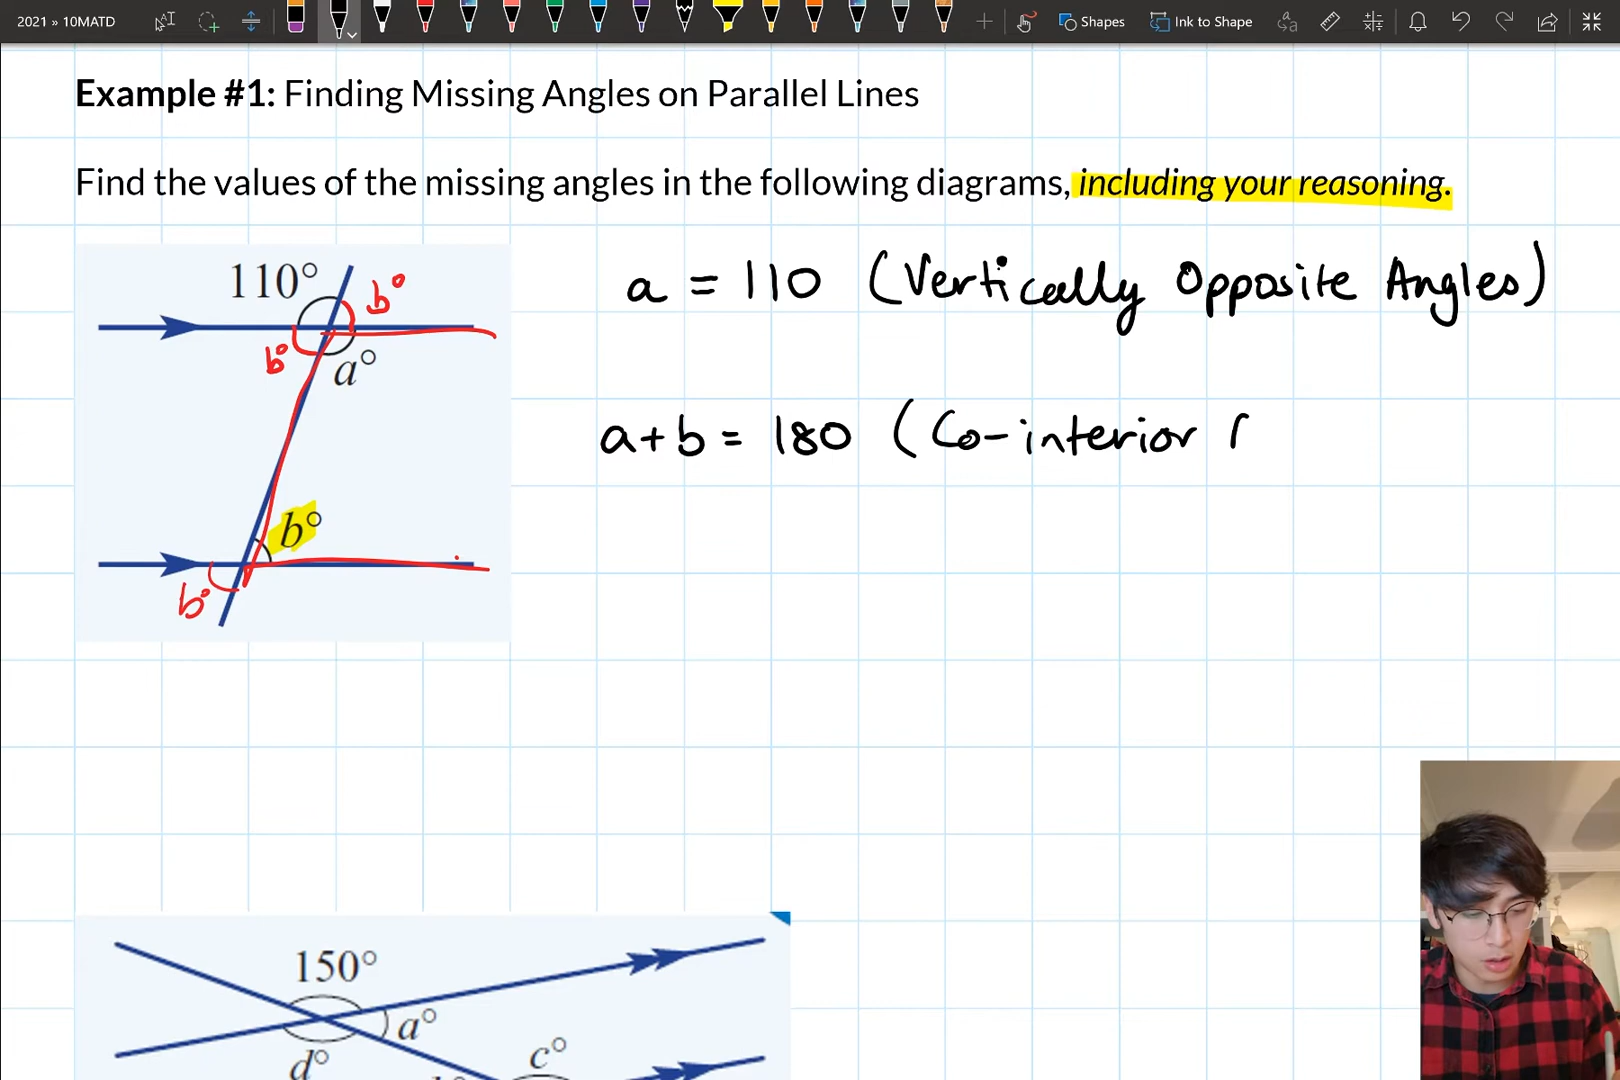 2021 » 10MATD
Shapes
Ink to Shape
Example #1: Finding Missing Angles on Parallel Lines
Find the values of the missing angles in the following diagrams, including your reasoning.
110°
b°
b°
a°
b°
b°
a = 110 (Vertically Opposite Angles)
a+b = 180 (Co-interior
150°
a°
d°
c°